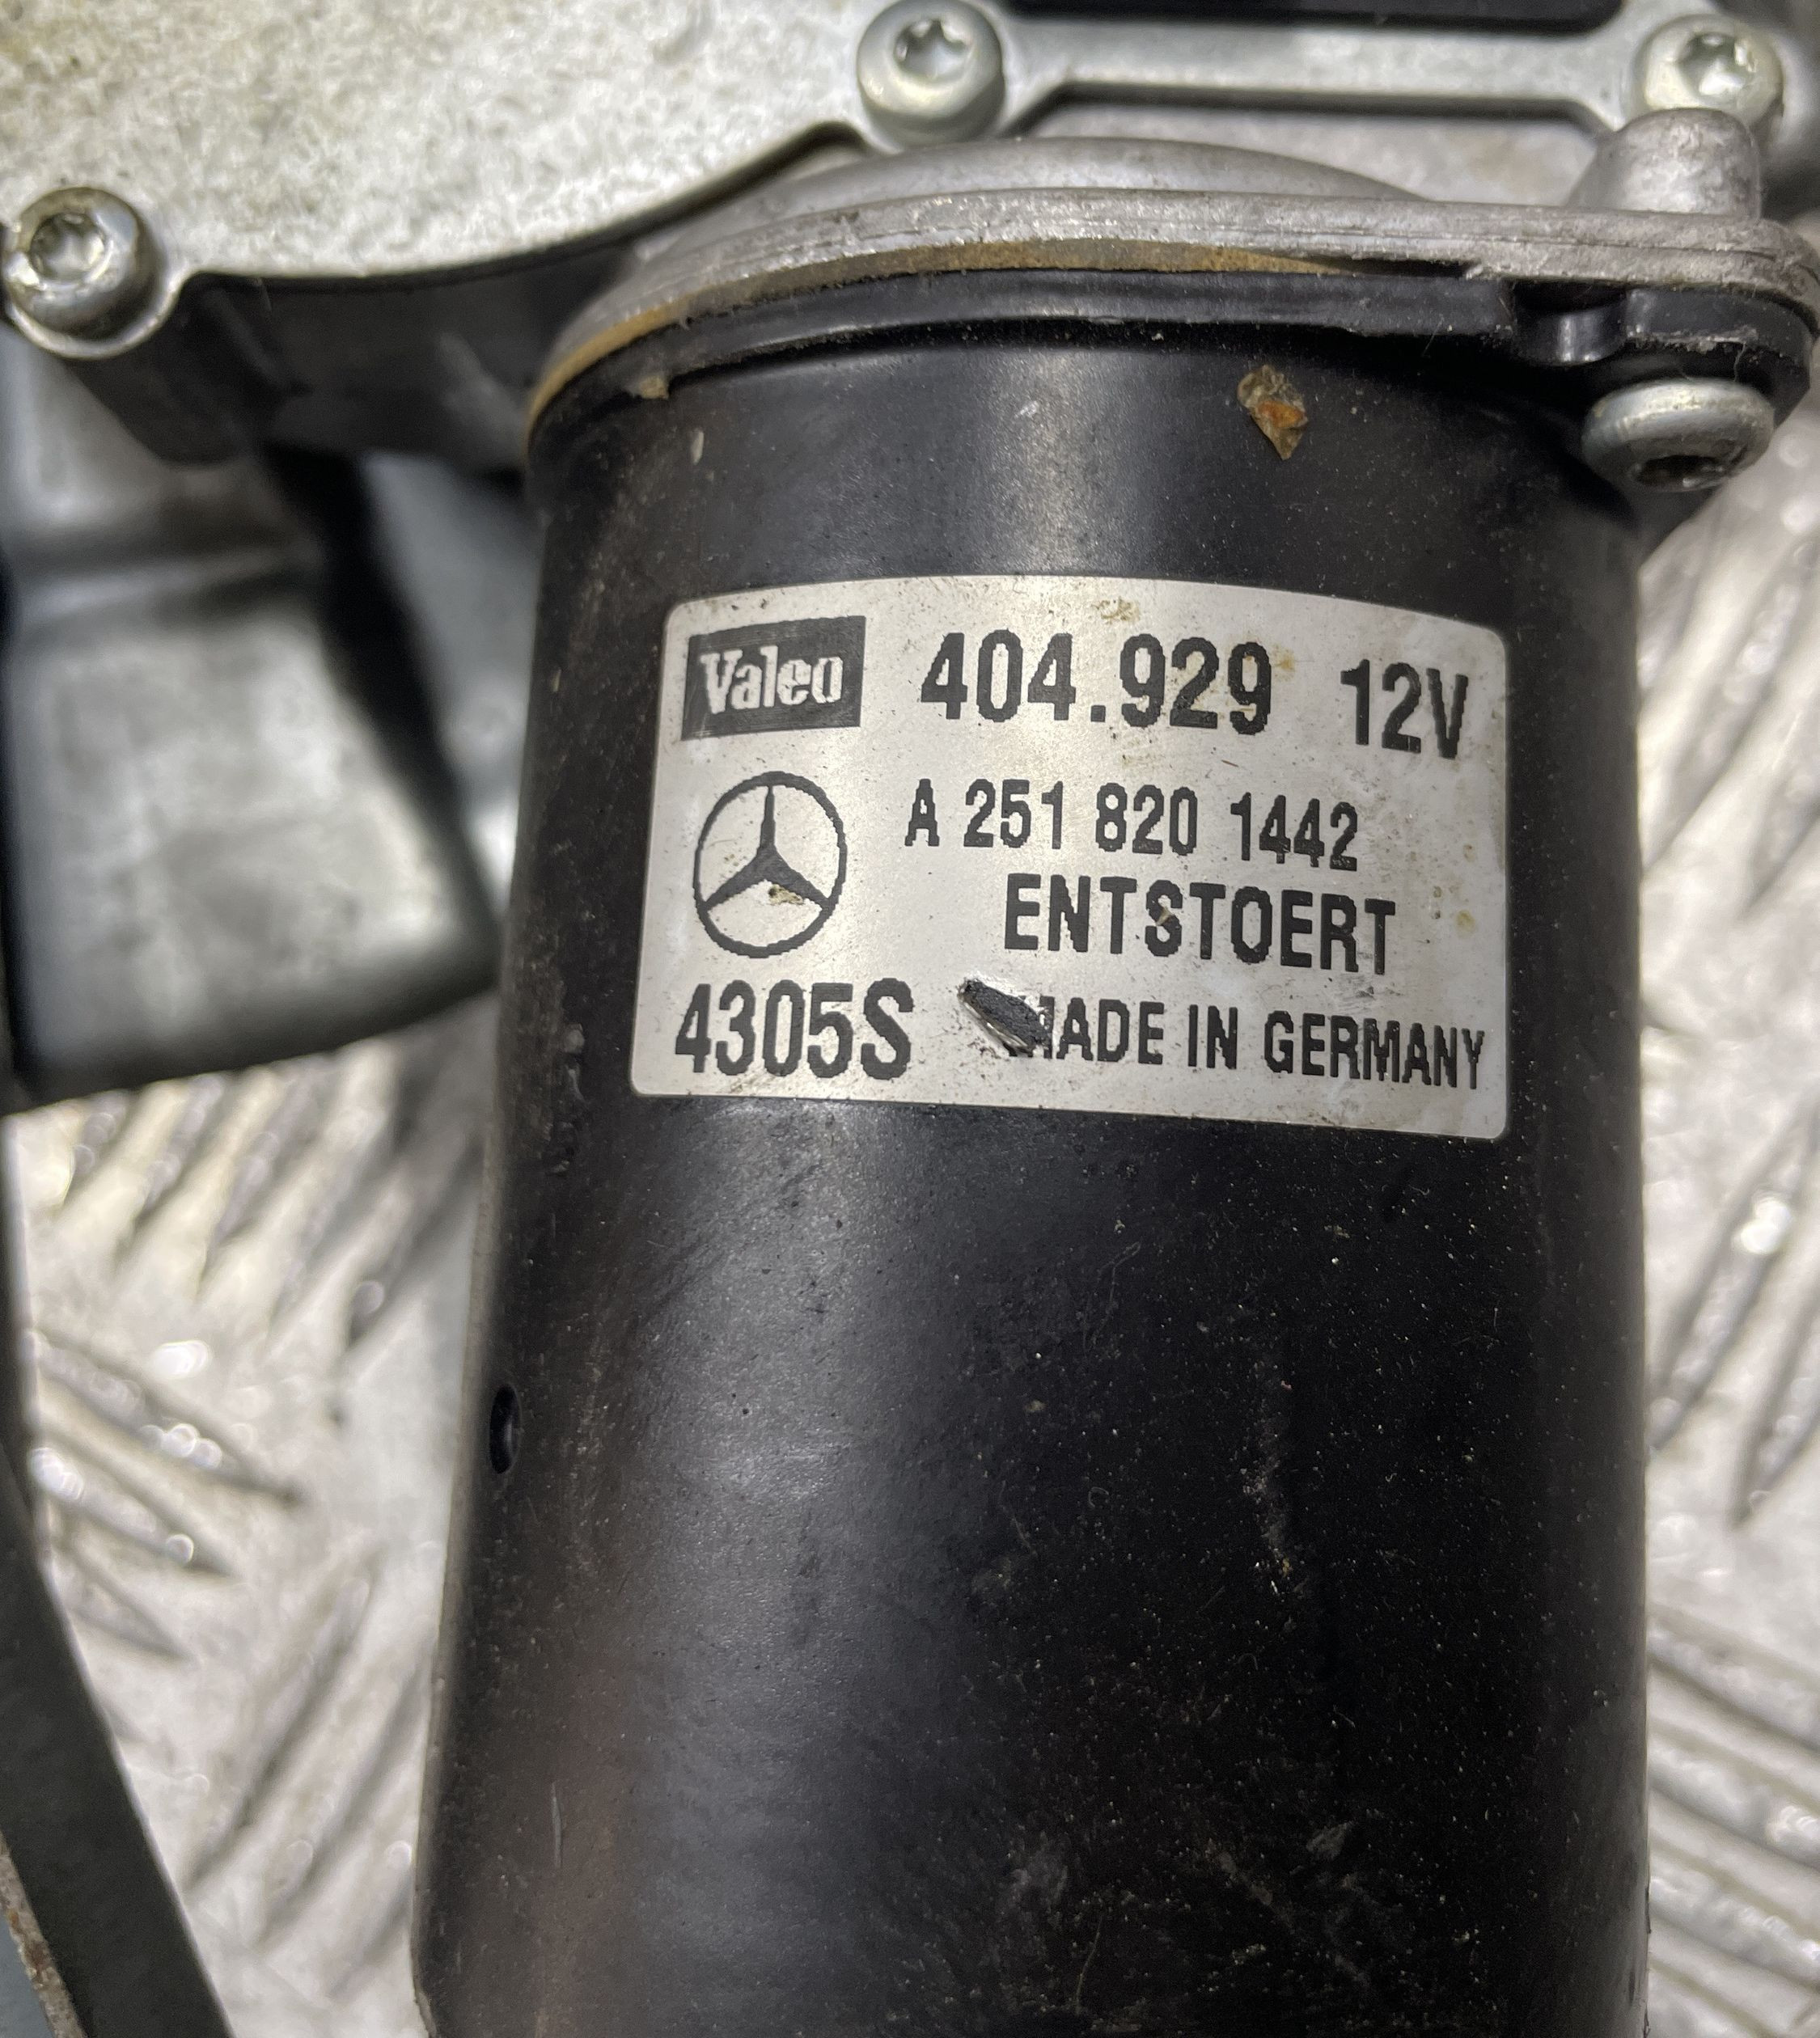 Valeo 404.929 12V
A 251 820 1442
ENTSTOERT
4305S MADE IN GERMANY